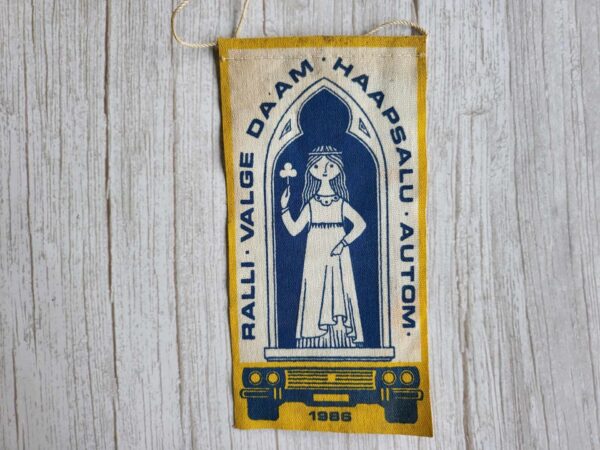 RALLI · VALGE DAAM · HAAPSALU · AUTOM ·
1986